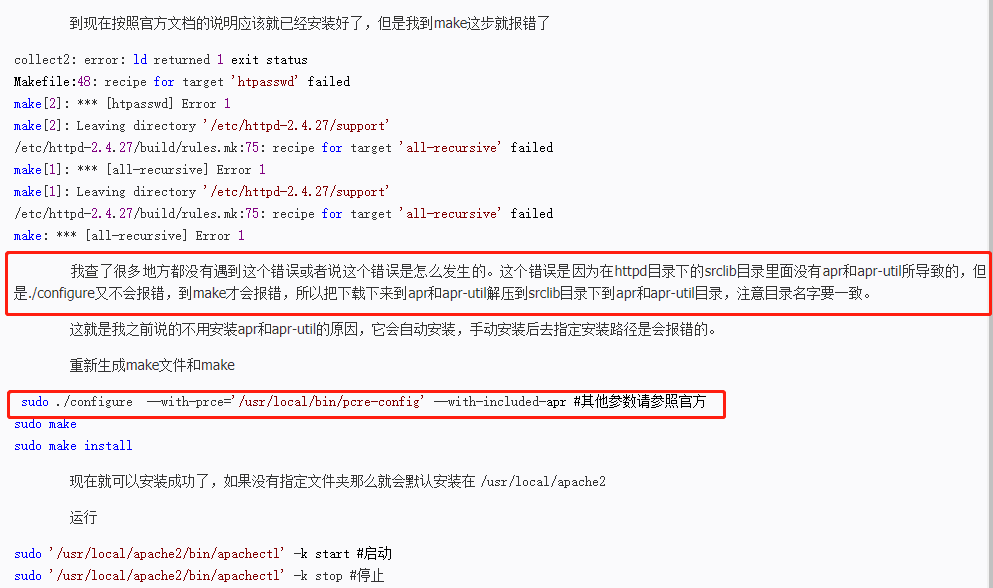 到现在按照官方文档的说明应该就已经安装好了，但是我到make这步就报错了
collect2: error: ld returned 1 exit status
Makefile:48: recipe for target 'htpasswd' failed
make[2]: *** [htpasswd] Error 1
make[2]: Leaving directory '/etc/httpd-2.4.27/support'
/etc/httpd-2.4.27/build/rules.mk:75: recipe for target 'all-recursive' failed
make[1]: *** [all-recursive] Error 1
make[1]: Leaving directory '/etc/httpd-2.4.27/support'
/etc/httpd-2.4.27/build/rules.mk:75: recipe for target 'all-recursive' failed
make: *** [all-recursive] Error 1
我查了很多地方都没有遇到这个错误或者说这个错误是怎么发生的。这个错误是因为在httpd目录下的srclib目录里面没有apr和apr-util所导致的，但
是./configure又不会报错，到make才会报错，所以把下载下来到apr和apr-util解压到srclib目录下到apr和apr-util目录，注意目录名字要一致。
这就是我之前说的不用安装apr和apr-util的原因，它会自动安装，手动安装后去指定安装路径是会报错的。
重新生成make文件和make
sudo ./configure --with-prce='/usr/local/bin/pcre-config' --with-included-apr #其他参数请参照官方
sudo make
sudo make install
现在就可以安装成功了，如果没有指定文件夹那么就会默认安装在 /usr/local/apache2
运行
sudo '/usr/local/apache2/bin/apachectl' -k start #启动
sudo '/usr/local/apache2/bin/apachectl' -k stop #停止